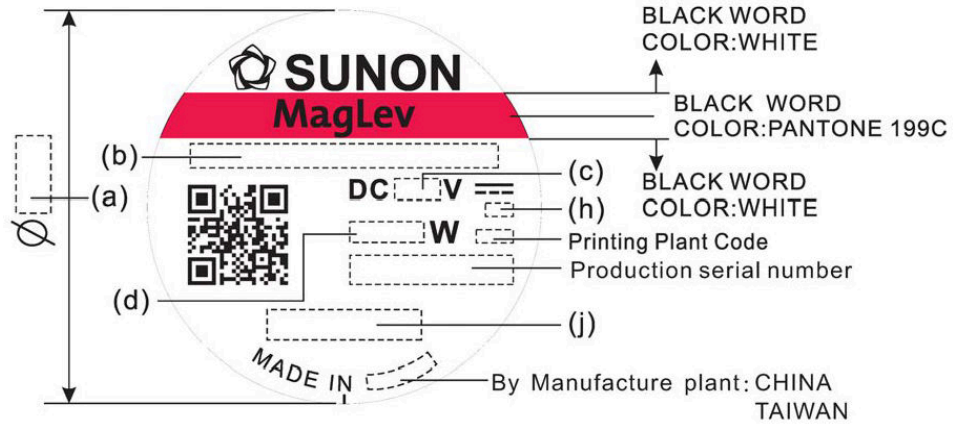 BLACK WORD
COLOR:WHITE
SUNON
MagLev
BLACK WORD
COLOR:PANTONE 199C
(b)
(a)
DC V
(c)
BLACK WORD
COLOR:WHITE
(h)
Ø
W
Printing Plant Code
Production serial number
(d)
(j)
MADE IN
By Manufacture plant: CHINA
TAIWAN